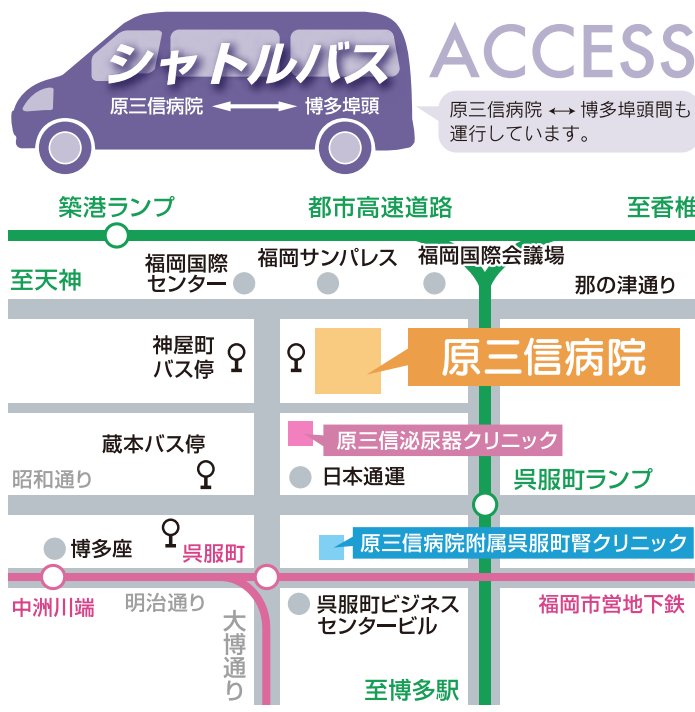 シャトルバス
原三信病院 ⟷ 博多埠頭
ACCESS
原三信病院 ⟷ 博多埠頭間も
運行しています。
築港ランプ
都市高速道路
至香椎
至天神
福岡国際
センター
福岡サンパレス
福岡国際会議場
那の津通り
神屋町
バス停
原三信病院
蔵本バス停
原三信泌尿器クリニック
昭和通り
日本通運
呉服町ランプ
博多座
呉服町
原三信病院附属呉服町腎クリニック
中洲川端
明治通り
大博通り
呉服町ビジネス
センタービル
福岡市営地下鉄
至博多駅